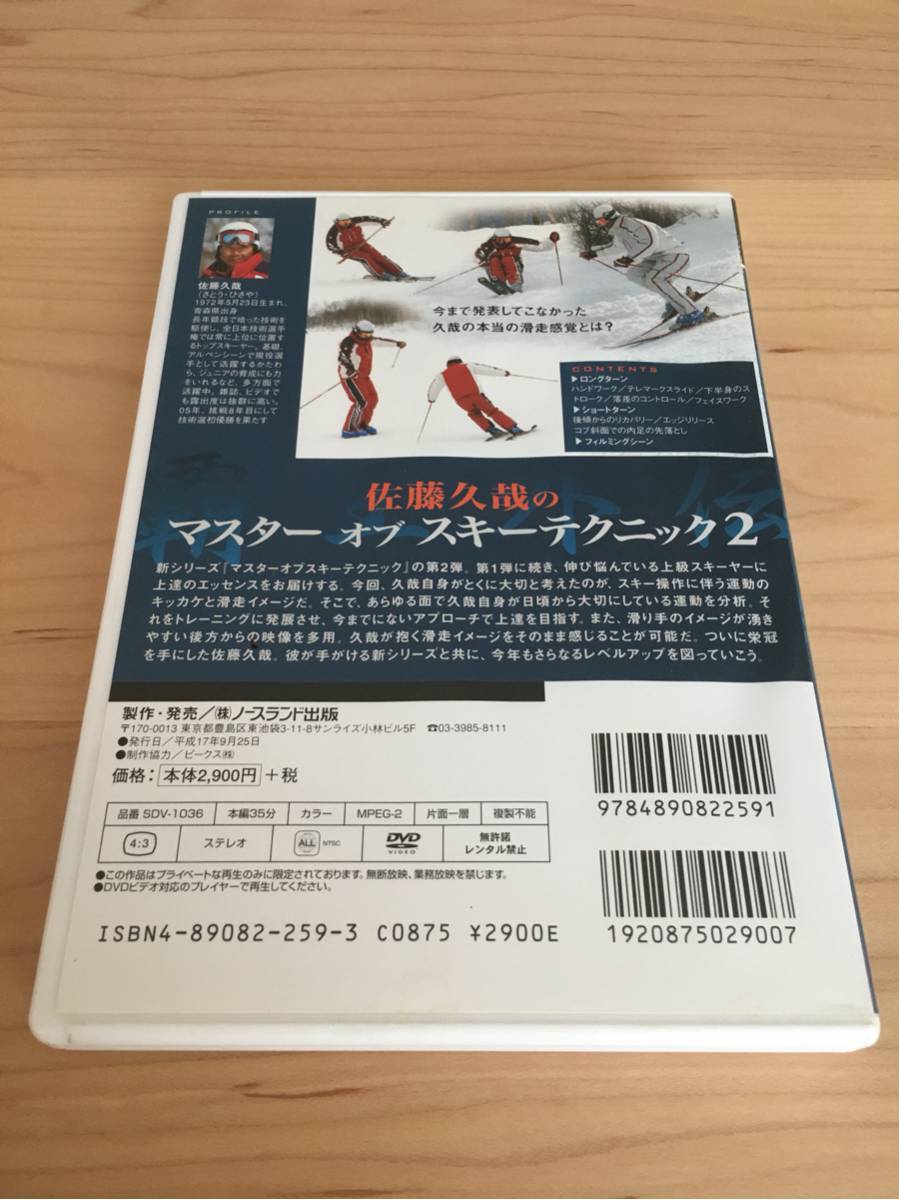 PROFILE
佐藤久哉
(さとう・ひさや)
1972年5月23日生まれ、
青森県出身
長年競技で培った技術を
駆使し、全日本技術選手
権では常に上位に位置す
るトップスキーヤー。基礎、
アルペンシーンで現役選
手として活躍するかたわ
ら、ジュニアの育成にも力
をいれるなど、多方面で
活躍中。雑誌、ビデオで
も露出度は抜群に高い。
05年、挑戦8年目にして
技術選初優勝を果たす
今まで発表してこなかった
久哉の本当の滑走感覚とは?
CONTENTS
▶ロングターン
ハンドワーク/テレマークスライド/下半身のス
トローク/落差のコントロール/フェイスワーク
▶ショートターン
後傾からのリカバリー/エッジリリース
コブ斜面での内足の先落とし
▶フィルミングシーン
佐藤久哉の
マスター オブ スキーテクニック2
新シリーズ『マスターオブスキーテクニック』の第2弾。第1弾に続き、伸び悩んでいる上級スキーヤーに
上達のエッセンスをお届けする。今回、久哉自身がとくに大切と考えたのが、スキー操作に伴う運動の
キッカケと滑走イメージだ。そこで、あらゆる面で久哉自身が日頃から大切にしている運動を分析。そ
れをトレーニングに発展させ、今までにないアプローチで上達を目指す。また、滑り手のイメージが湧き
やすい後方からの映像を多用。久哉が抱く滑走イメージをそのまま感じることが可能だ。ついに栄冠
を手にした佐藤久哉。彼が手がける新シリーズと共に、今年もさらなるレベルアップを図っていこう。
製作・発売/㈱ノースランド出版
〒170-0013 東京都豊島区東池袋3-11-8サンライズ小林ビル5F ☎03-3985-8111
●発行日/平成17年9月25日
●制作協力/ビークス㈱
価格: 本体2,900円 +税
品番 SDV-1036 本編35分 カラー MPEG-2 片面一層 複製不能
4:3 ステレオ ALL NTSC DVD VIDEO 無許諾
レンタル禁止
●この作品はプライベートな再生のみに限定されております。無断放映、業務放映を禁じます。
●DVDビデオ対応のプレイヤーで再生してください。
ISBN4-89082-259-3 C0875 ¥2900E
9784890822591
1920875029007